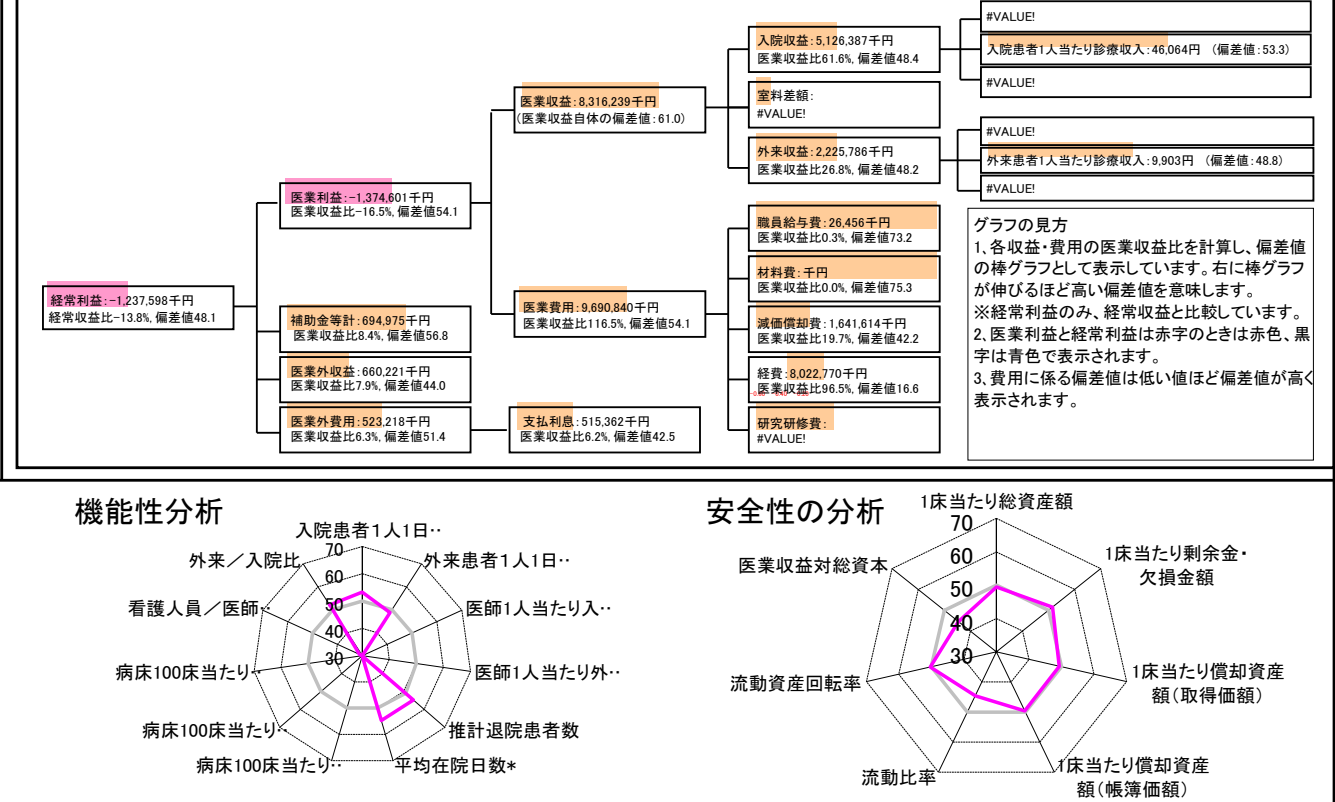 #VALUE!
入院患者1人当たり診療収入:46,064円 (偏差値:53.3)
#VALUE!
入院収益:5,126,387千円
医業収益比61.6%, 偏差値48.4
室料差額:
#VALUE!
外来収益:2,225,786千円
医業収益比26.8%, 偏差値48.2
#VALUE!
外来患者1人当たり診療収入:9,903円 (偏差値:48.8)
#VALUE!
医業収益:8,316,239千円
(医業収益自体の偏差値:61.0)
医業利益:-1,374,601千円
医業収益比-16.5%, 偏差値54.1
経常利益:-1,237,598千円
経常収益比-13.8%, 偏差値48.1
補助金等計:694,975千円
医業収益比8.4%, 偏差値56.8
医業外収益:660,221千円
医業収益比7.9%, 偏差値44.0
医業外費用:523,218千円
医業収益比6.3%, 偏差値51.4
支払利息:515,362千円
医業収益比6.2%, 偏差値42.5
医業費用:9,690,840千円
医業収益比116.5%, 偏差値54.1
職員給与費:26,456千円
医業収益比0.3%, 偏差値73.2
材料費:千円
医業収益比0.0%, 偏差値75.3
減価償却費:1,641,614千円
医業収益比19.7%, 偏差値42.2
経費:8,022,770千円
医業収益比96.5%, 偏差値16.6
研究研修費:
#VALUE!
グラフの見方
1、各収益・費用の医業収益比を計算し、偏差値
の棒グラフとして表示しています。右に棒グラフ
が伸びるほど高い偏差値を意味します。
※経常利益のみ、経常収益と比較しています。
2、医業利益と経常利益は赤字のときは赤色、黒
字は青色で表示されます。
3、費用に係る偏差値は低い値ほど偏差値が高く
表示されます。
機能性分析
入院患者1人1日‥
外来患者1人1日‥
医師1人当たり入‥
医師1人当たり外‥
推計退院患者数
平均在院日数*
病床100床当たり‥
病床100床当たり‥
病床100床当たり‥
看護人員/医師‥
外来/入院比
70
60
50
40
30
安全性の分析
1床当たり総資産額
1床当たり剰余金・
欠損金額
1床当たり償却資産
額(取得価額)
1床当たり償却資産
額(帳簿価額)
流動比率
流動資産回転率
医業収益対総資本
70
60
50
40
30